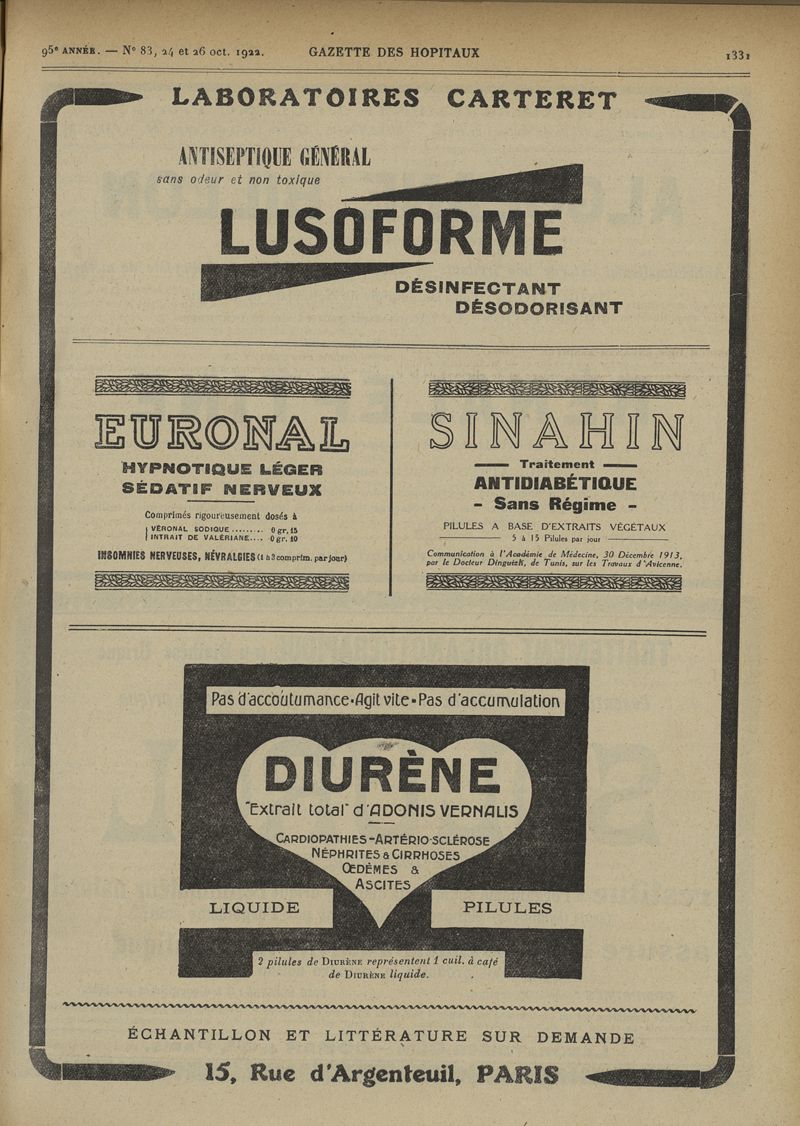 95e ANNÉE. — N° 83, 24 et 26 oct. 1922.
GAZETTE DES HOPITAUX
1331
LABORATOIRES CARTERET
ANTISEPTIQUE GÉNÉRAL
sans odeur et non toxique
LUSOFORME
DÉSINFECTANT
DÉSODORISANT
EURONAL
HYPNOTIQUE LÉGER
SÉDATIF NERVEUX
Comprimés rigoureusement dosés à
VÉRONAL SODIQUE ......... 0 gr. 15
INTRAIT DE VALÉRIANE.... 0 gr. 10
INSOMNIES NERVEUSES, NÉVRALGIES (1 à 3 comprim. par jour)
SINAHIN
Traitement
ANTIDIABÉTIQUE
- Sans Régime -
PILULES A BASE D'EXTRAITS VÉGÉTAUX
5 à 15 Pilules par jour
Communication à l'Académie de Médecine, 30 Décembre 1913,
par le Docteur Dinguizli, de Tunis, sur les Travaux d'Avicenne.
Pas d'accoutumance-Agit vite-Pas d'accumulation
DIURÈNE
"Extrait total" d'ADONIS VERNALIS
CARDIOPATHIES-ARTÉRIO-SCLÉROSE
NÉPHRITES & CIRRHOSES
ŒDÈMES &
ASCITES
LIQUIDE
PILULES
2 pilules de DIURÈNE représentent 1 cuil. à café
de DIURÈNE liquide.
ÉCHANTILLON ET LITTÉRATURE SUR DEMANDE
15, Rue d'Argenteuil, PARIS